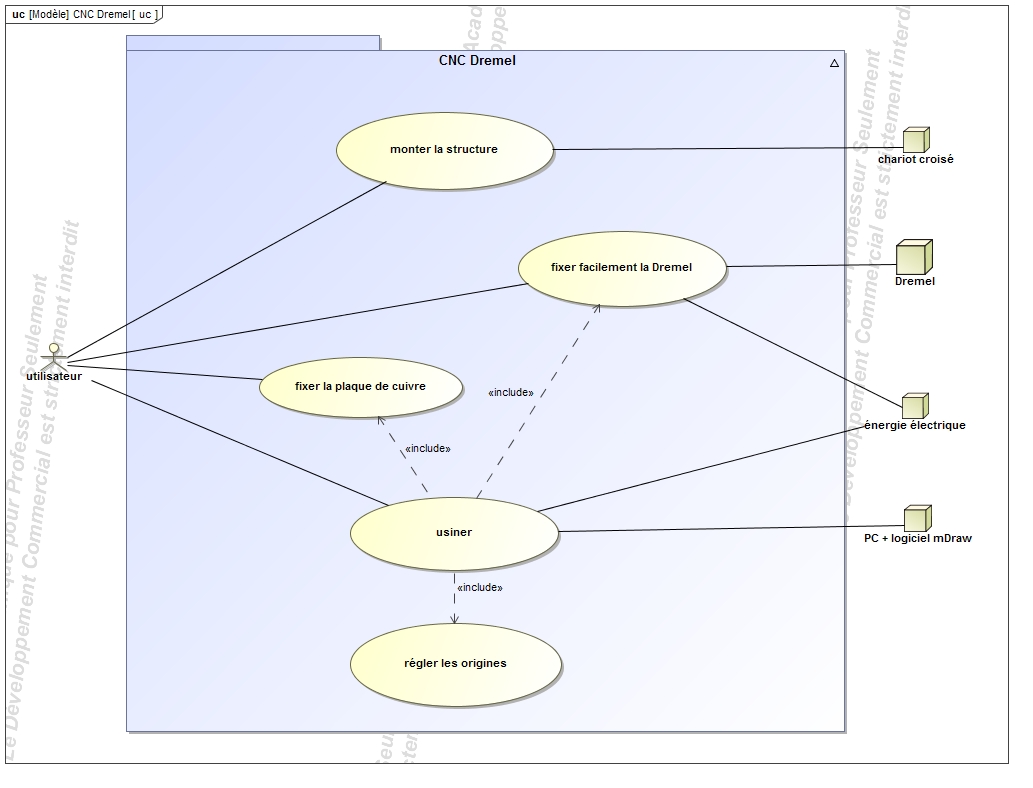 uc [Modèle] CNC Dremel[ uc ]
CNC Dremel
monter la structure
chariot croisé
fixer facilement la Dremel
Dremel
utilisateur
fixer la plaque de cuivre
«include»
énergie électrique
«include»
usiner
PC + logiciel mDraw
«include»
régler les origines
pour Professeur Seulement
Le Développement Commercial est strictement interdit
pour Professeur Seulement
Le Développement Commercial est strictement interdit